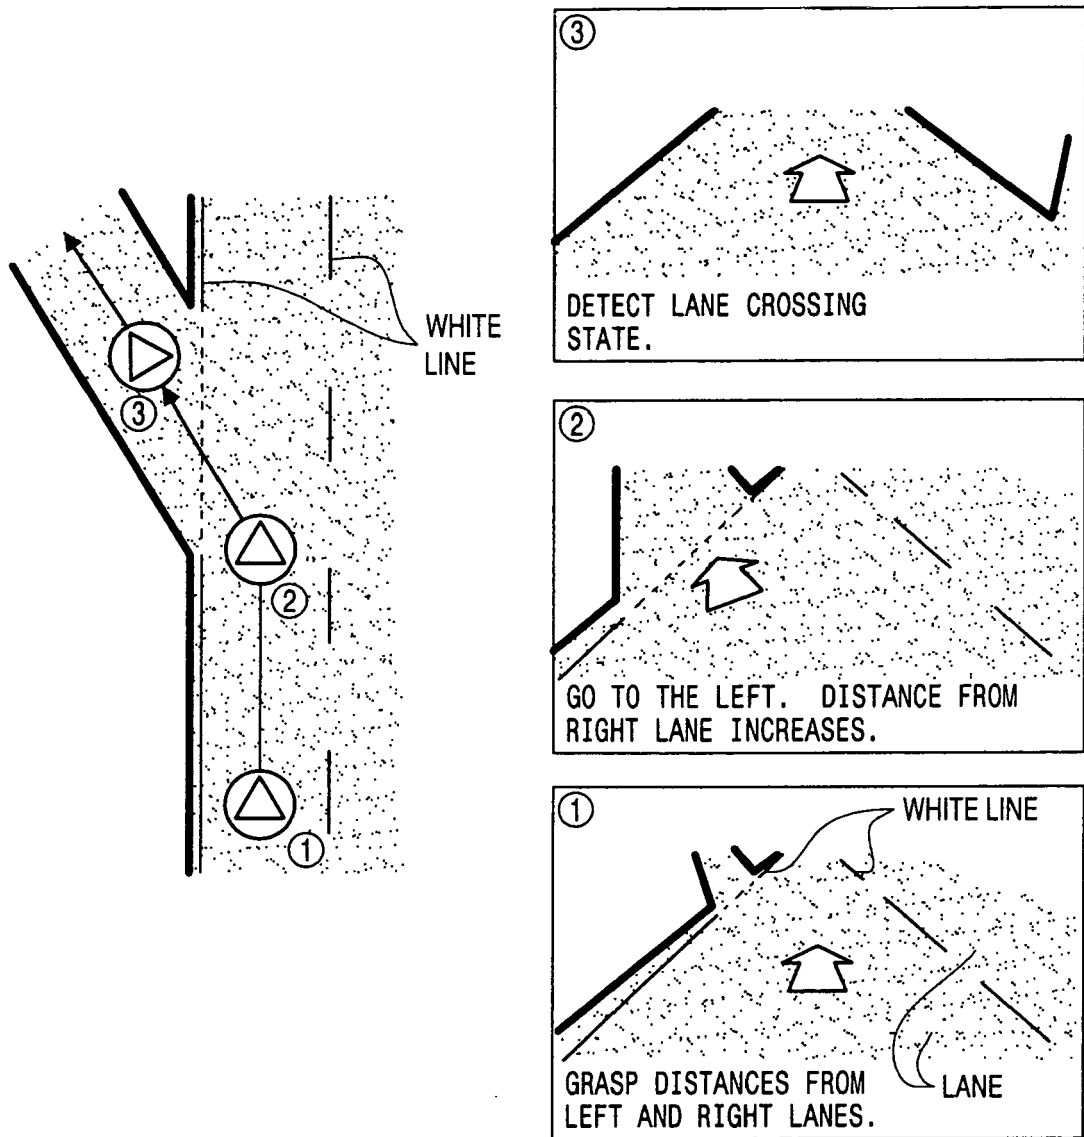 ③
② 
①
WHITE
LINE
③
DETECT LANE CROSSING
STATE.
②
GO TO THE LEFT. DISTANCE FROM
RIGHT LANE INCREASES.
①
WHITE LINE
LANE
GRASP DISTANCES FROM
LEFT AND RIGHT LANES.